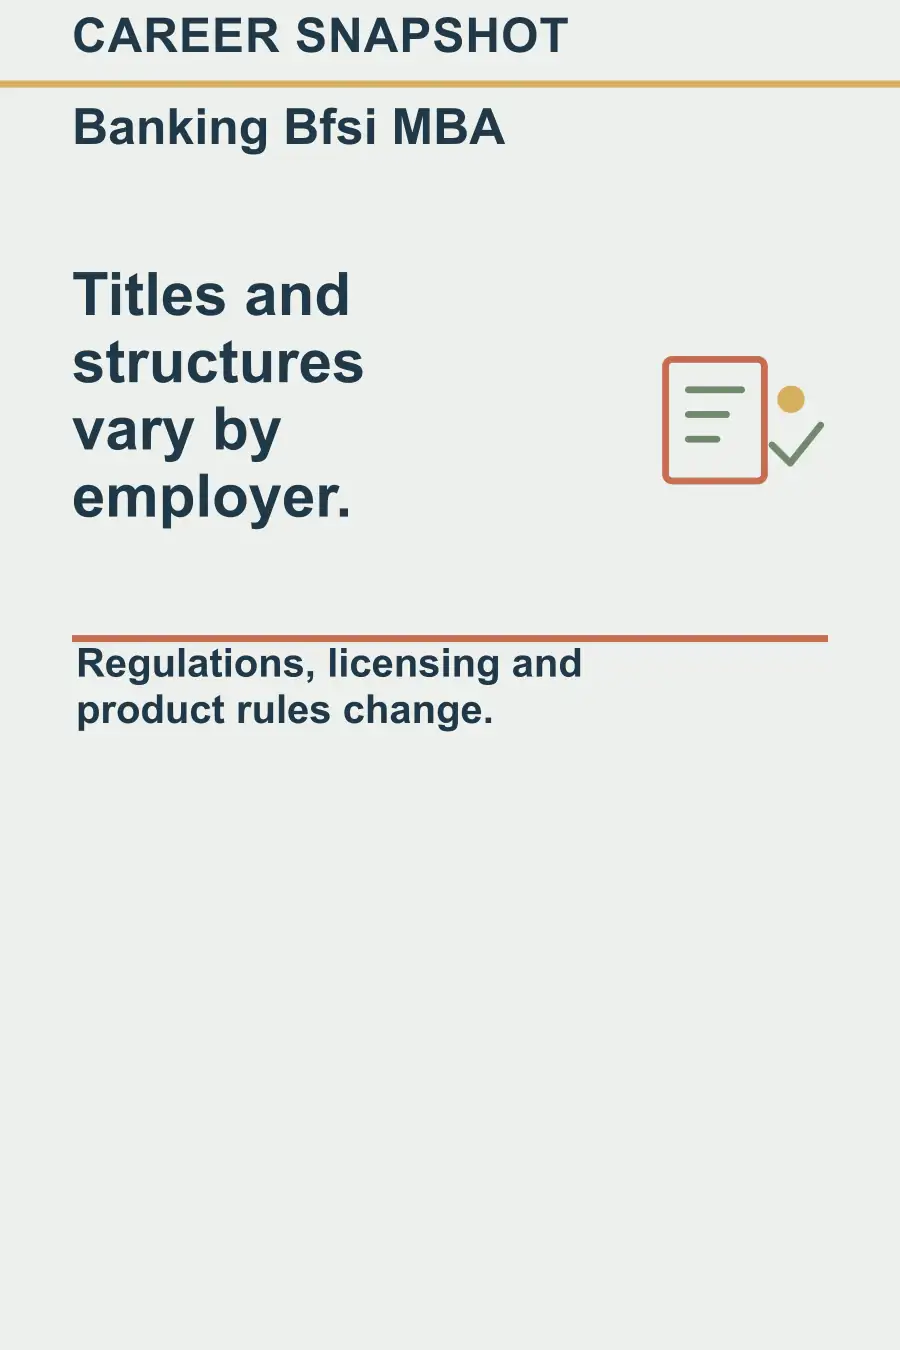 CAREER SNAPSHOT
Banking Bfsi MBA
Titles and
structures
vary by
employer.
Regulations, licensing and
product rules change.